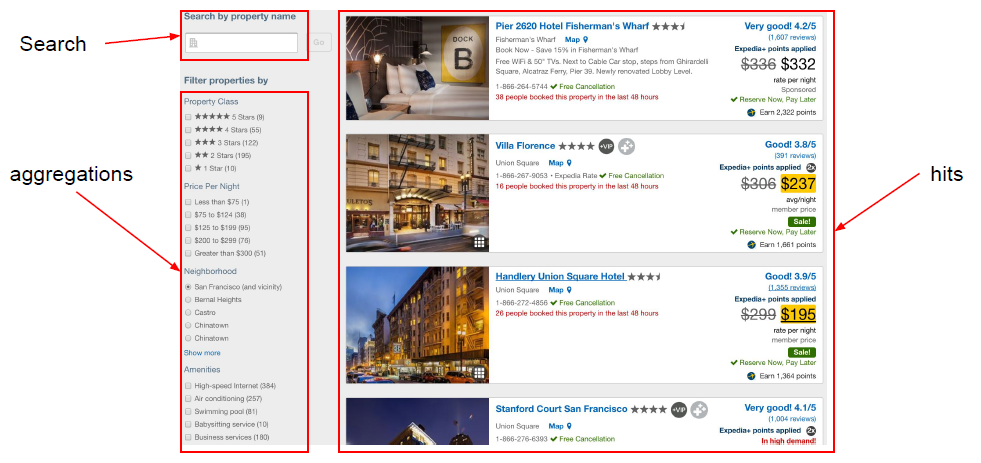 Search
aggregations
hits
Search by property name
Go
Filter properties by
Property Class
5 Stars (9)
4 Stars (55)
3 Stars (122)
2 Stars (195)
1 Star (10)
Price Per Night
Less than $75 (1)
$75 to $124 (38)
$125 to $199 (95)
$200 to $299 (76)
Greater than $300 (51)
Neighborhood
San Francisco (and vicinity)
Bernal Heights
Castro
Chinatown
Chinatown
Show more
Amenities
High-speed Internet (384)
Air conditioning (257)
Swimming pool (81)
Babysitting service (10)
Business services (180)
DOCK
B
Pier 2620 Hotel Fisherman's Wharf
Fisherman's Wharf Map
Book Now - Save 15% in Fisherman's Wharf
Free WiFi & 50" TVs. Next to Cable Car stop, steps from Ghirardelli
Square, Alcatraz Ferry, Pier 39. Newly renovated Lobby Level.
1-866-264-5744 Free Cancellation
38 people booked this property in the last 48 hours
Very good! 4.2/5
(1,607 reviews)
Expedia+ points applied
$336 $332
rate per night
Sponsored
Reserve Now, Pay Later
Earn 2,322 points
Villa Florence +VIP
Union Square Map
1-866-267-9053 • Expedia Rate Free Cancellation
16 people booked this property in the last 48 hours
Good! 3.8/5
(391 reviews)
Expedia+ points applied 2x
$306 $237
avg/night
member price
Sale!
Reserve Now, Pay Later
Earn 1,661 points
Handlery Union Square Hotel
Union Square Map
1-866-272-4856 Free Cancellation
26 people booked this property in the last 48 hours
Good! 3.9/5
(1,355 reviews)
Expedia+ points applied
$299 $195
rate per night
member price
Sale!
Reserve Now, Pay Later
Earn 1,364 points
Stanford Court San Francisco +VIP
Union Square Map
1-866-276-6393 Free Cancellation
Very good! 4.1/5
(1,004 reviews)
Expedia+ points applied 2x
In high demand!